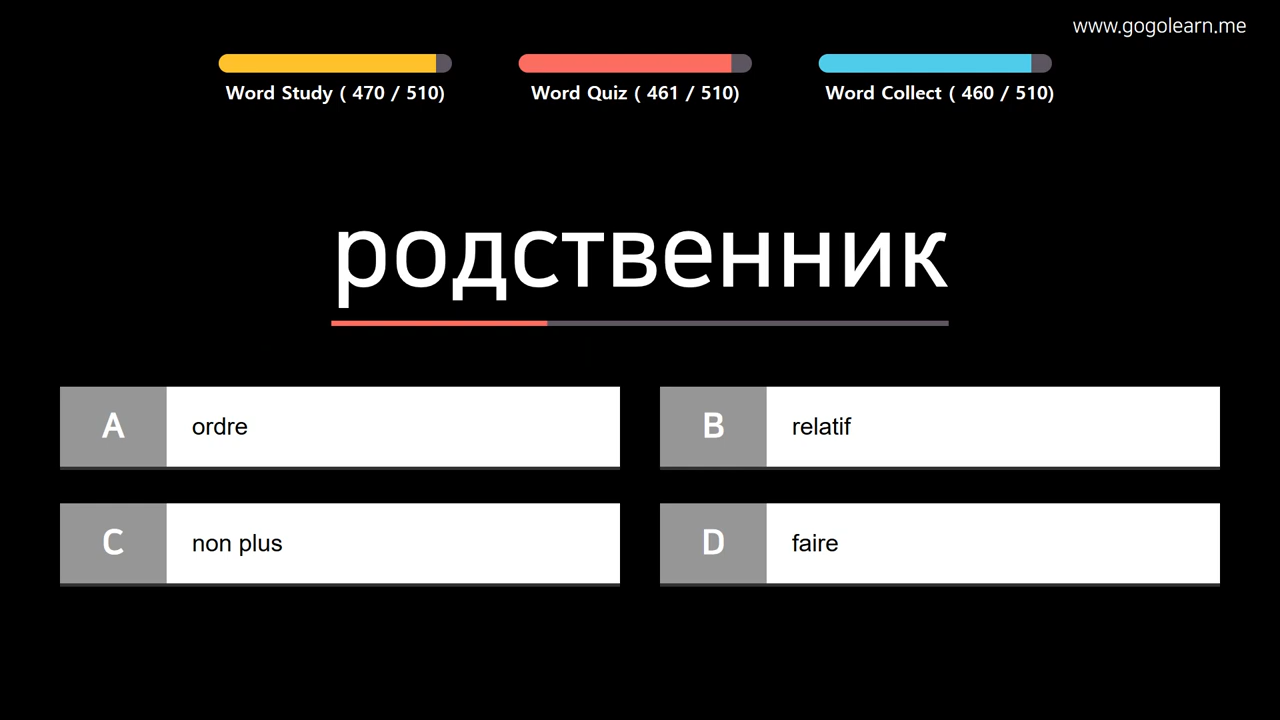 www.gogolearn.me
Word Study ( 470 / 510)
Word Quiz ( 461 / 510)
Word Collect ( 460 / 510)
родственник
A ordre
B relatif
C non plus
D faire